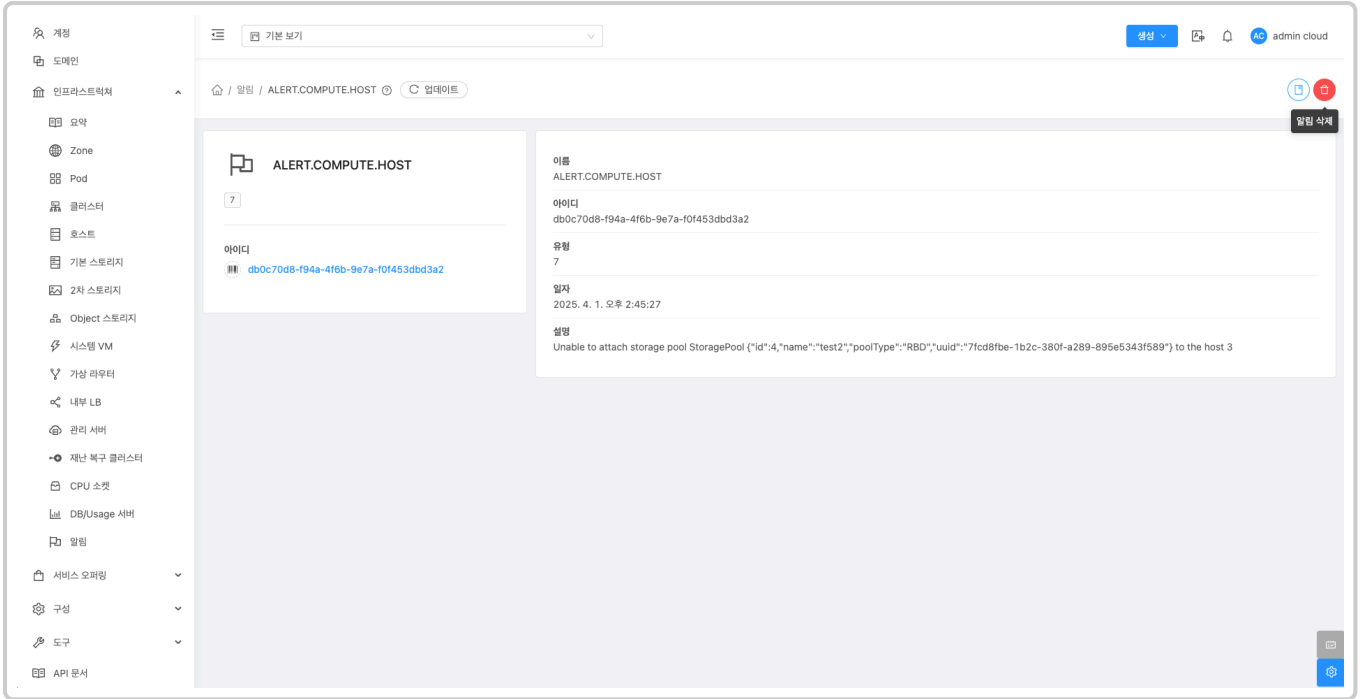 계정
도메인
인프라스트럭쳐
요약
Zone
Pod
클러스터
호스트
기본 스토리지
2차 스토리지
Object 스토리지
시스템 VM
가상 라우터
내부 LB
관리 서버
재난 복구 클러스터
CPU 소켓
DB/Usage 서버
알림
서비스 오퍼링
구성
도구
API 문서
기본 보기
생성
AC admin cloud
/ 알림 / ALERT.COMPUTE.HOST 업데이트
알림 삭제
ALERT.COMPUTE.HOST
7
아이디
db0c70d8-f94a-4f6b-9e7a-f0f453dbd3a2
이름
ALERT.COMPUTE.HOST
아이디
db0c70d8-f94a-4f6b-9e7a-f0f453dbd3a2
유형
7
일자
2025. 4. 1. 오후 2:45:27
설명
Unable to attach storage pool StoragePool {"id":4,"name":"test2","poolType":"RBD","uuid":"7fcd8fbe-1b2c-380f-a289-895e5343f589"} to the host 3